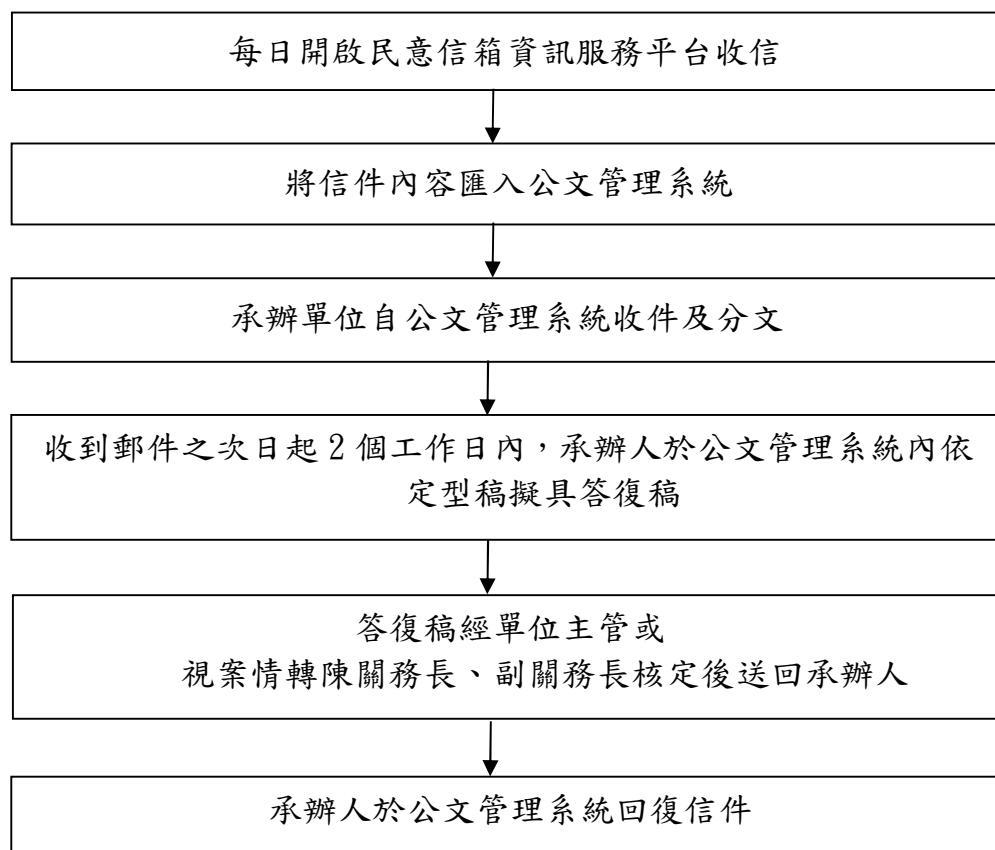 每日開啟民意信箱資訊服務平台收信
將信件內容匯入公文管理系統
承辦單位自公文管理系統收件及分文
收到郵件之次日起2個工作日內，承辦人於公文管理系統內依
定型稿擬具答復稿
答復稿經單位主管或
視案情轉陳關務長、副關務長核定後送回承辦人
承辦人於公文管理系統回復信件